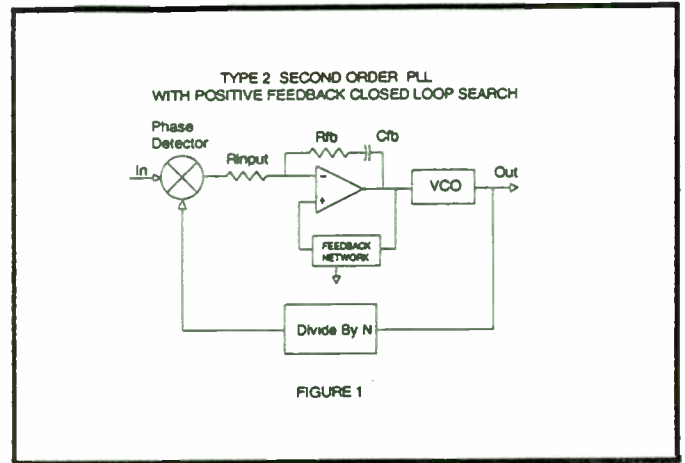 TYPE 2 SECOND ORDER PLL
WITH POSITIVE FEEDBACK CLOSED LOOP SEARCH
Phase
Detector
Rinput
Rfb
Cfb
In
-
+
VCO
Out
FEEDBACK
NETWORK
Divide By N
FIGURE 1